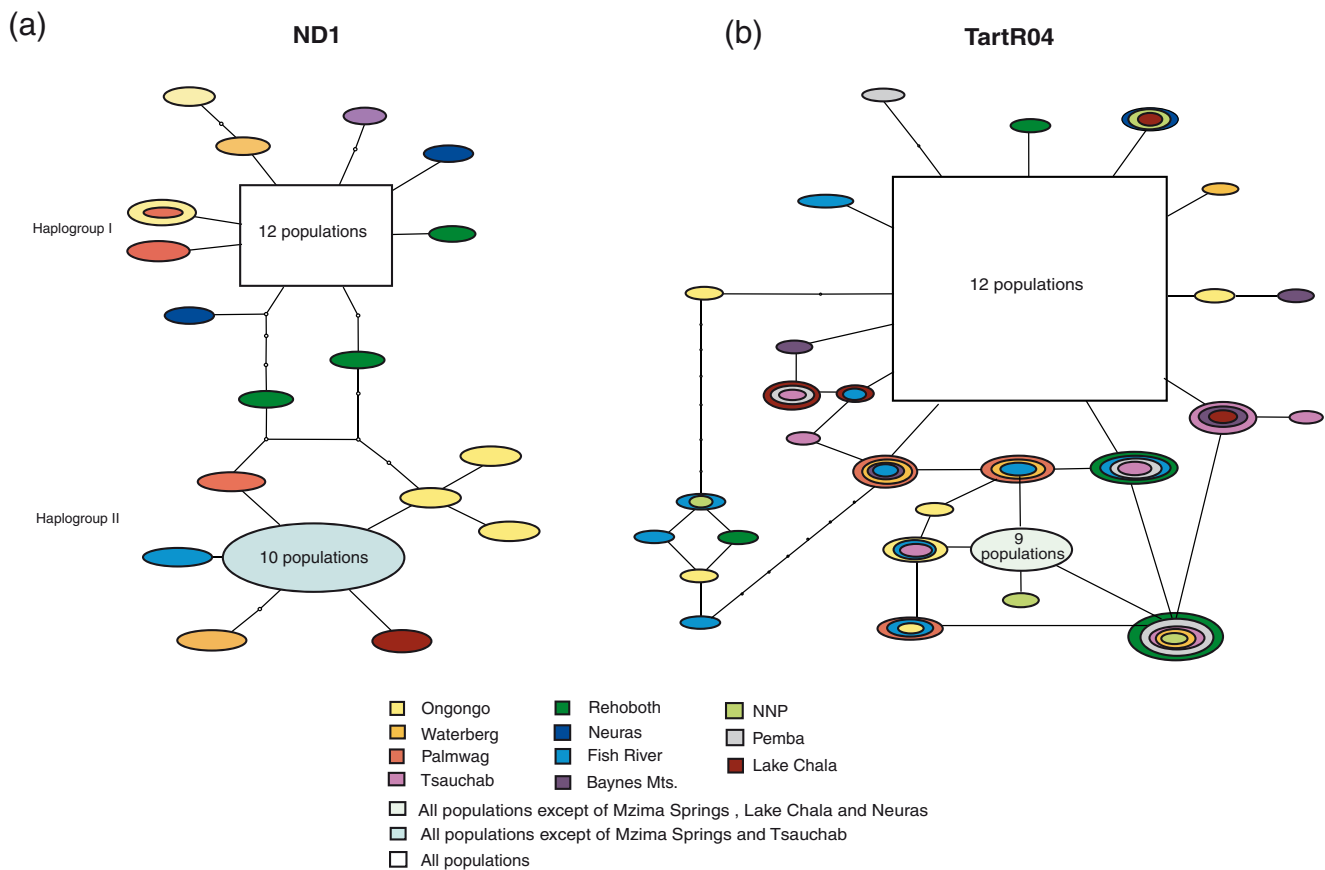 (a)
ND1
(b)
TartR04
Haplogroup I
12 populations
12 populations
Haplogroup II
10 populations
9
populations
Ongongo
Waterberg
Palmwag
Tsauchab
Rehoboth
Neuras
Fish River
Baynes Mts.
NNP
Pemba
Lake Chala
All populations except of Mzima Springs , Lake Chala and Neuras
All populations except of Mzima Springs and Tsauchab
All populations